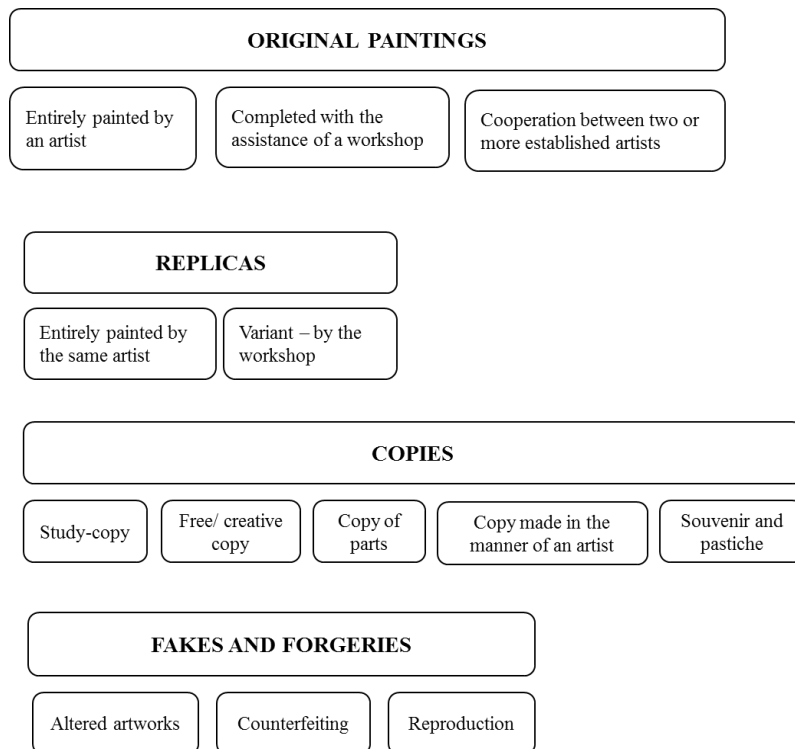 ORIGINAL PAINTINGS
Entirely painted by
an artist
Completed with the
assistance of a workshop
Cooperation between two or
more established artists
REPLICAS
Entirely painted by
the same artist
Variant – by the
workshop
COPIES
Study-copy
Free/ creative
copy
Copy of
parts
Copy made in the
manner of an artist
Souvenir and
pastiche
FAKES AND FORGERIES
Altered artworks
Counterfeiting
Reproduction